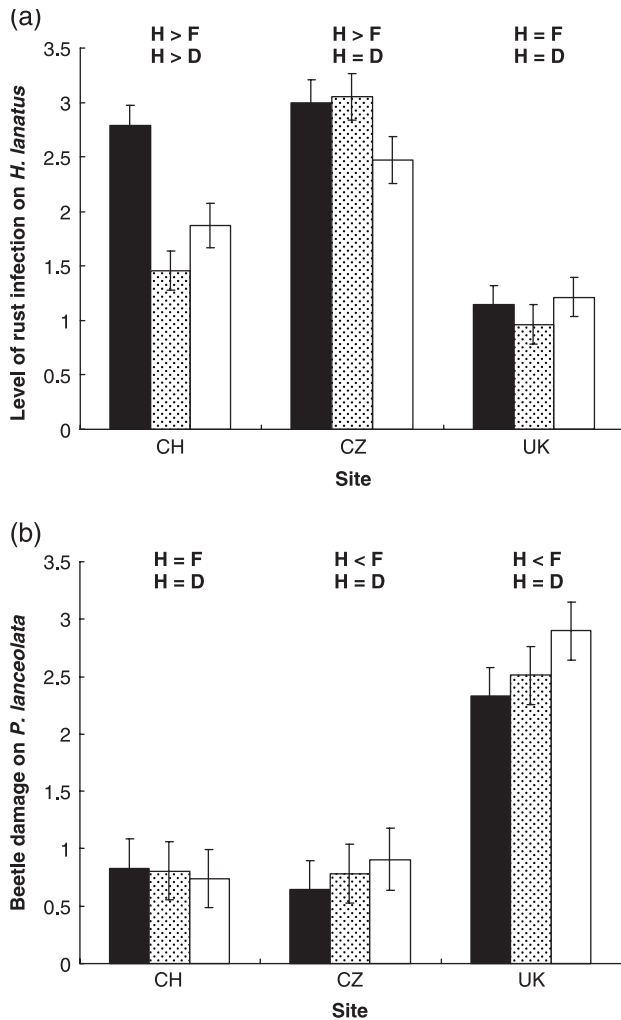 (a)
H > F H > F H = F
H > D H = D H = D
3.5
3
2.5
2
1.5
1
0.5
0
Level of rust infection on H. lanatus
CH CZ UK
Site
(b)
H = F H < F H < F
H = D H = D H = D
3.5
3
2.5
2
1.5
1
0.5
0
Beetle damage on P. lanceolata
CH CZ UK
Site